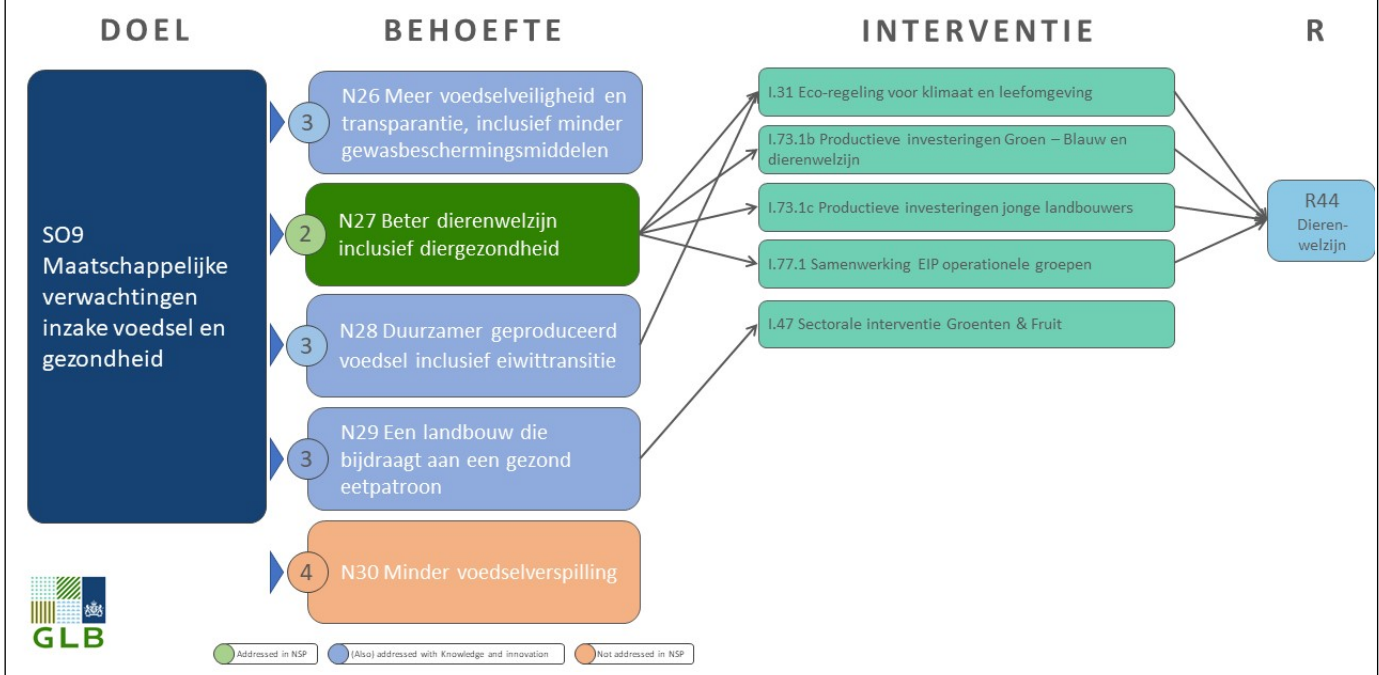 DOEL
BEHOEFTE
INTERVENTIE
R
SO9
Maatschappelijke
verwachtingen
inzake voedsel en
gezondheid
3
N26 Meer voedselveiligheid en
transparantie, inclusief minder
gewasbeschermingsmiddelen
2
N27 Beter dierenwelzijn
inclusief diergezondheid
3
N28 Duurzamer geproduceerd
voedsel inclusief eiwittransitie
3
N29 Een landbouw die
bijdraagt aan een gezond
eetpatroon
4
N30 Minder voedselverspilling
I.31 Eco-regeling voor klimaat en leefomgeving
I.73.1b Productieve investeringen Groen – Blauw en
dierenwelzijn
I.73.1c Productieve investeringen jonge landbouwers
I.77.1 Samenwerking EIP operationele groepen
I.47 Sectorale interventie Groenten & Fruit
R44
Dieren-
welzijn
GLB
Addressed in NSP
(Also) addressed with Knowledge and innovation
Not addressed in NSP